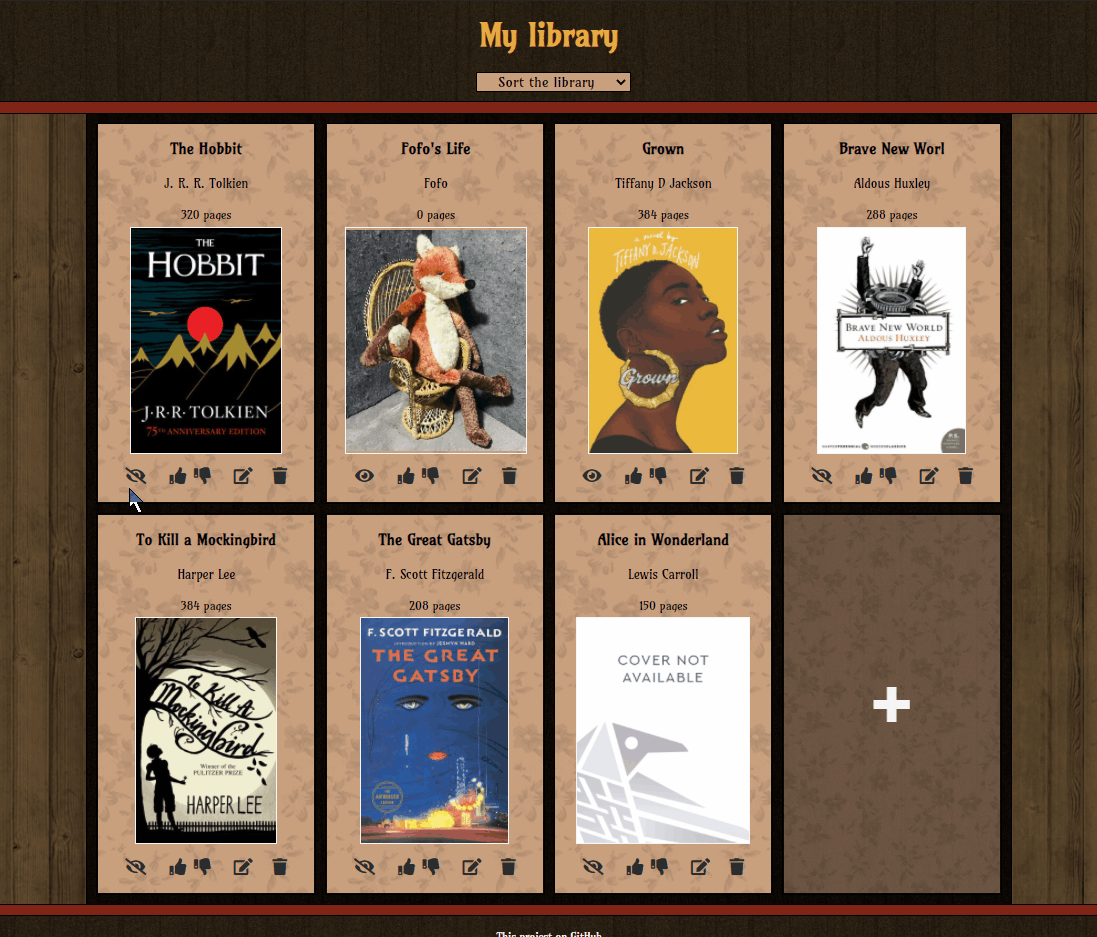 My library
Sort the library
The Hobbit
J. R. R. Tolkien
320 pages
THE
HOBBIT
J·R·R·TOLKIEN
75TH ANNIVERSARY EDITION
Fofo's Life
Fofo
0 pages
Grown
Tiffany D Jackson
384 pages
a novel by
TIFFANY D. JACKSON
Grown
Brave New Worl
Aldous Huxley
288 pages
BRAVE NEW WORLD
ALDOUS HUXLEY
P.S.
To Kill a Mockingbird
Harper Lee
384 pages
To Kill A
Mockingbird
Winner of the
PULITZER PRIZE
HARPER LEE
The Great Gatsby
F. Scott Fitzgerald
208 pages
F. SCOTT FITZGERALD
INTRODUCTION BY JESMYN WARD
THE GREAT
GATSBY
Alice in Wonderland
Lewis Carroll
150 pages
COVER NOT
AVAILABLE
This project on GitHub